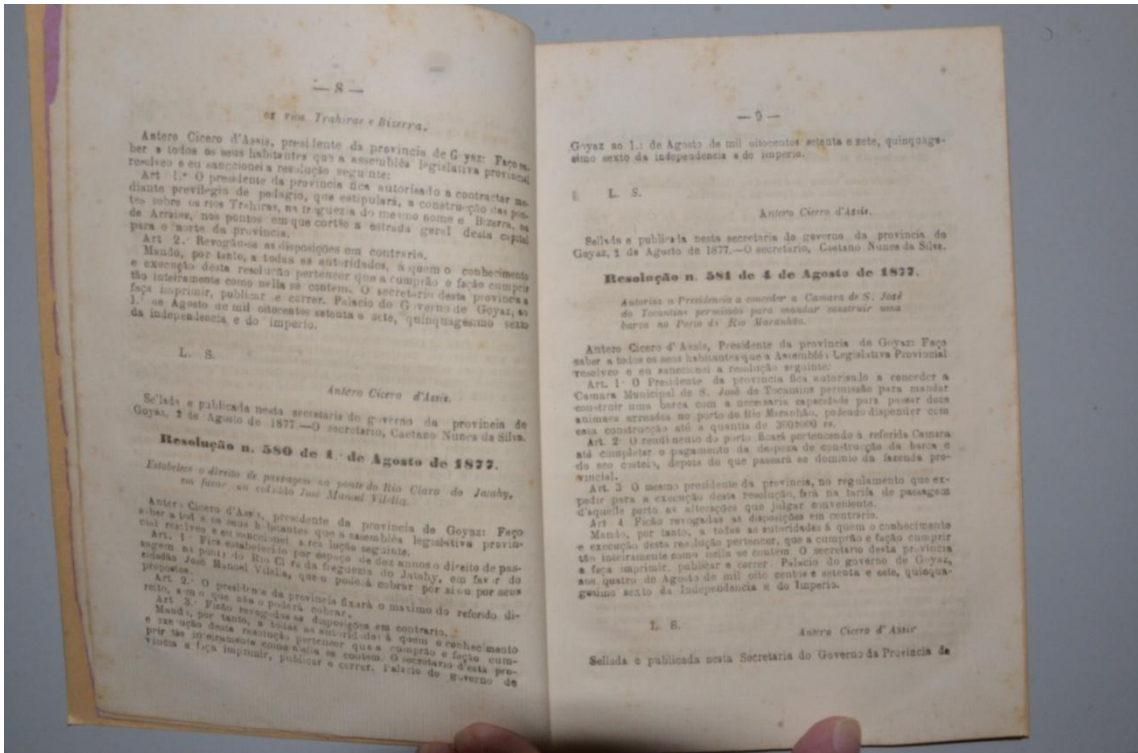 — 8 —
os rios Trahiras e Bizerra.
Antero Cicero d'Assis, presidente da provincia de Goyaz: Faço sa-
ber a todos os seus habitantes que a assembléa legislativa provincial
resolveo e eu sanccionei a resolução seguinte:
Art 1.º O presidente da provincia fica autorisado a contractar me-
diante previlegio de pedagio, que estipulará, a construcção das pon-
tes sobre os rios Trahiras, na freguezia do mesmo nome e Bizarra, na
de Arraias, nos pontos em que cortão a estrada geral desta capital
para o norte da provincia.
Art 2.º Revogão-se as disposições em contrario.
Mando, por tanto, a todas as autoridades, á quem o conhecimento
e execução desta resolução pertencer que a cumprão e fação cumprir
tão inteiramente como nella se contem. O secretario desta provincia a
faça imprimir, publicar e correr. Palacio do Governo de Goyaz, ao
1.º de Agosto de mil oitocentos setenta e sete, quinquagesimo sexto
da independencia e do imperio.
L. S.
Antero Cicero d'Assis.
Sellada e publicada nesta secretaria do governo da provincia de
Goyaz, 2 de Agosto de 1877.—O secretario, Caetano Nunes da Silva.
Resolução n. 580 de 1.º de Agosto de 1877.
Estabelece o direito de passagem na ponte do Rio Claro do Jatahy,
em favor do cidadão José Manoel Vilella.
Antero Cicero d'Assis, presidente da provincia de Goyaz: Faço
saber a todos os seus habitantes que a assembléa legislativa provin-
cial resolveo e eu sanccionei a resolução seguinte.
Art. 1.º Fica estabelecido por espaço de dez annos o direito de pas-
sagem na ponte do Rio Claro da freguezia do Jatahy, em favor do
cidadão José Manoel Vilella, que o poderá cobrar por si ou por seus
propostos.
Art. 2.º O presidente da provincia fixará o maximo do referido di-
reito, sem o que não o poderá cobrar.
Art 3.º Ficão revogadas as disposições em contrario.
Mando, por tanto, a todas as autoridades á quem o conhecimento
e execução desta resolução pertencer que a cumprão e fação cum-
prir tão inteiramente como nella se contem. O secretario d'esta pro-
vincia a faça imprimir, publicar e correr. Palacio do governo de
— 9 —
Goyaz ao 1.º de Agosto de mil oitocentos setenta e sete, quinquage-
simo sexto da independencia e do imperio.
L. S.
Antero Cicero d'Assis.
Sellada e publicada nesta secretaria do governo da provincia de
Goyaz, 2 de Agosto de 1877.—O secretario, Caetano Nunes da Silva.
Resolução n. 581 de 4 de Agosto de 1877.
Autorisa a Presidencia a conceder a Camara de S. José
do Tocantins permissão para mandar construir uma
barca no Porto do Rio Maranhão.
Antero Cicero d'Assis, Presidente da provincia de Goyaz: Faço
saber a todos os seus habitantes que a Assembléa Legislativa Provincial
resolveo e eu sanccionei a resolução seguinte:
Art. 1.º O Presidente da provincia fica autorisado a conceder a
Camara Municipal de S. José do Tocantins permissão para mandar
construir uma barca com a necesaria capacidade para passar doze
animaes arreados no porto do Rio Maranhão, podendo dispender com
essa construcção até a quantia de 300$000 rs.
Art. 2.º O rendimento do porto ficará pertencendo á referida Camara
até completar o pagamento da despeza de construcção da barca e
do seo custeio, depois do que passará ao dominio da fazenda pro-
vincial.
Art. 3 O mesmo presidente da provincia, no regulamento que ex-
pedir para a execução desta resolução, fará na tarifa de passagem
d'aquelle porto as alterações que julgar conveniente.
Art 4 Ficão revogadas as disposições em contrario.
Mando, por tanto, a todas as autoridades á quem o conhecimento
e execução desta resolução pertencer, que a cumprão e fação cumprir
tão inteiramente como nella se contem. O secretario desta provincia
a faça imprimir, publicar e correr. Palacio do governo de Goyaz,
aos quatro de Agosto de mil oito centos e setenta e sete, quinqua-
gesimo sexto da Independencia e do Imperio.
L. S.
Antero Cicero d'Assis
Sellada e publicada nesta Secretaria do Governo da Provincia de